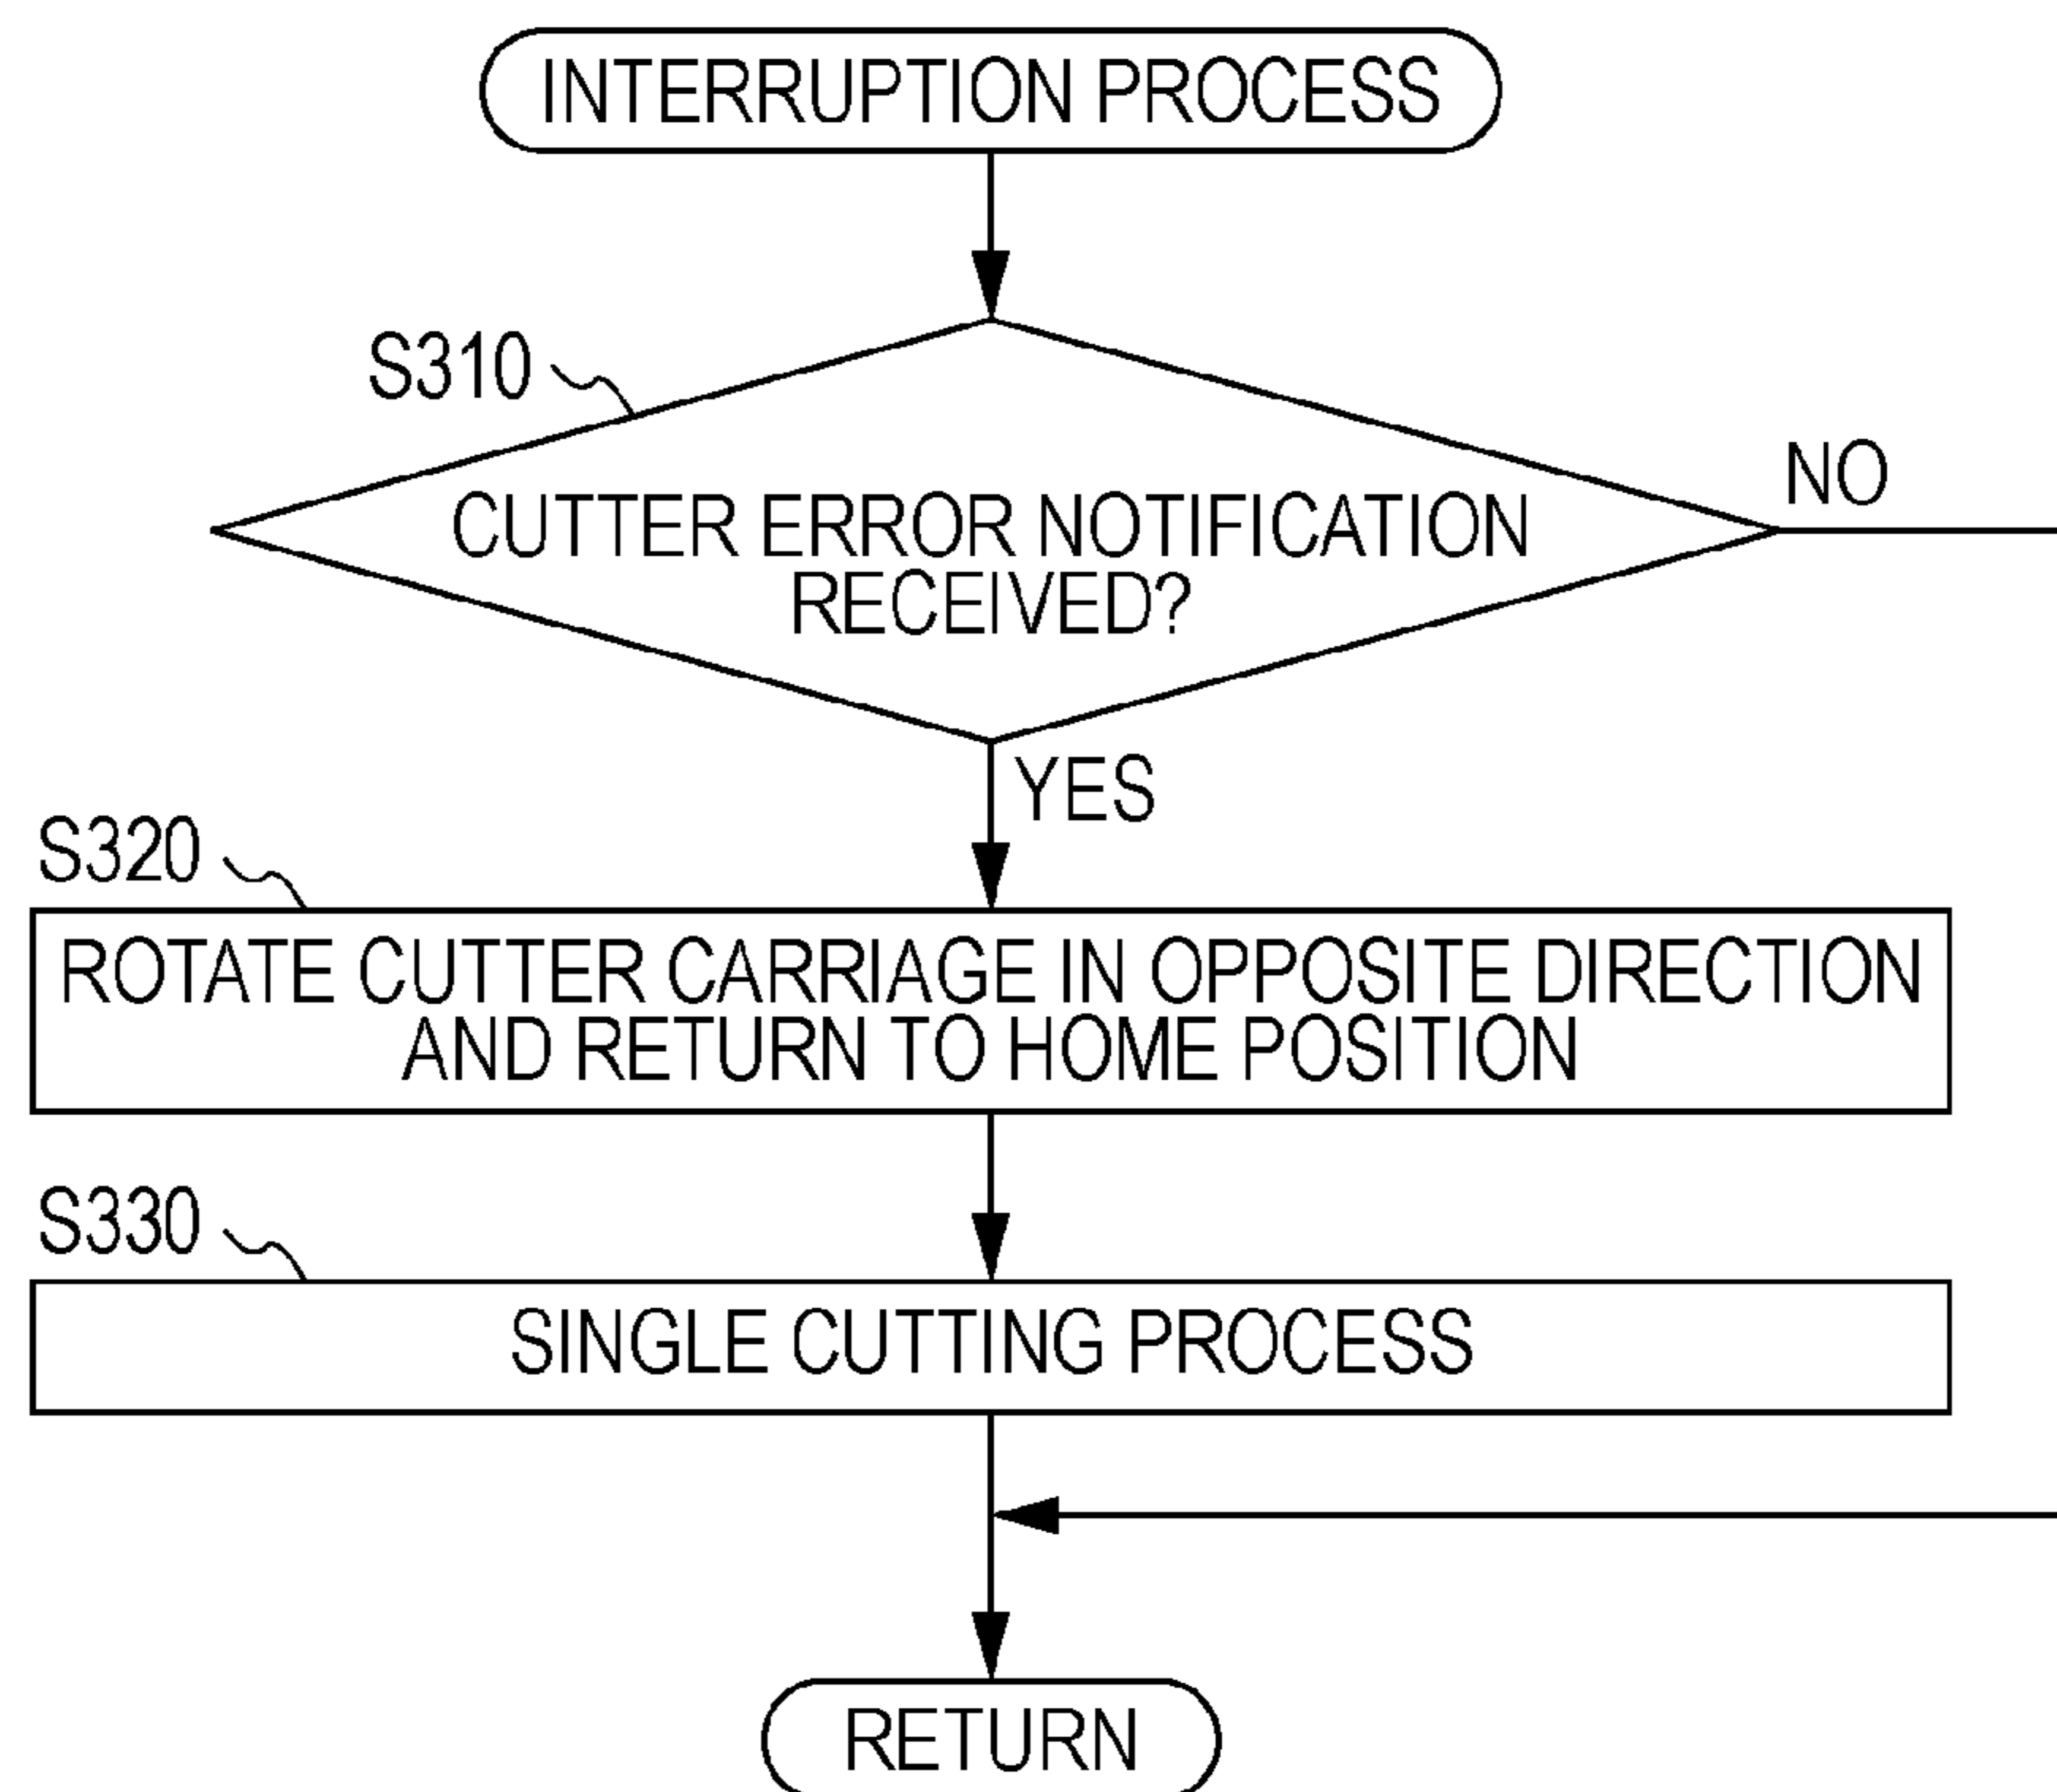 INTERRUPTION PROCESS
S310
NO
CUTTER ERROR NOTIFICATION
RECEIVED?
YES
S320
ROTATE CUTTER CARRIAGE IN OPPOSITE DIRECTION
AND RETURN TO HOME POSITION
S330
SINGLE CUTTING PROCESS
RETURN